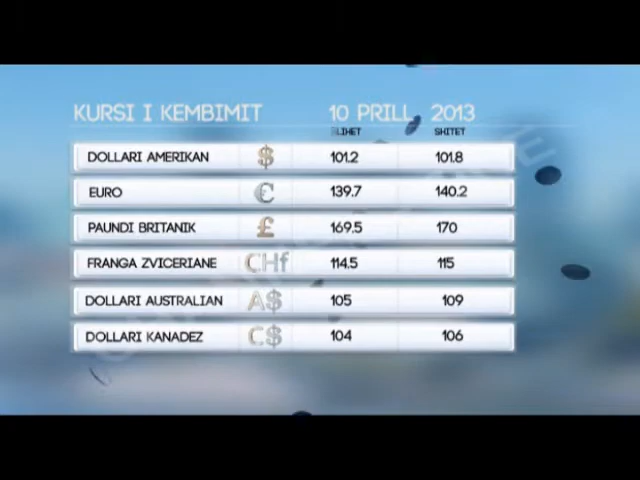 KURSI I KEMBIMIT 10 PRILL 2013
BLIHET SHITET
DOLLARI AMERIKAN $ 101.2 101.8
EURO € 139.7 140.2
PAUNDI BRITANIK £ 169.5 170
FRANGA ZVICERIANE CHf 114.5 115
DOLLARI AUSTRALIAN A$ 105 109
DOLLARI KANADEZ C$ 104 106